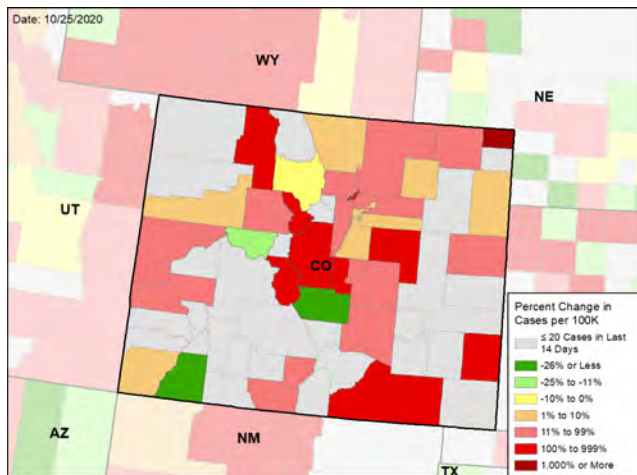 Date: 10/25/2020
WY
NE
UT
CO
AZ
NM
TX
Percent Change in
Cases per 100K
≤ 20 Cases in Last
14 Days
-26% or Less
-25% to -11%
-10% to 0%
1% to 10%
11% to 99%
100% to 999%
1,000% or More